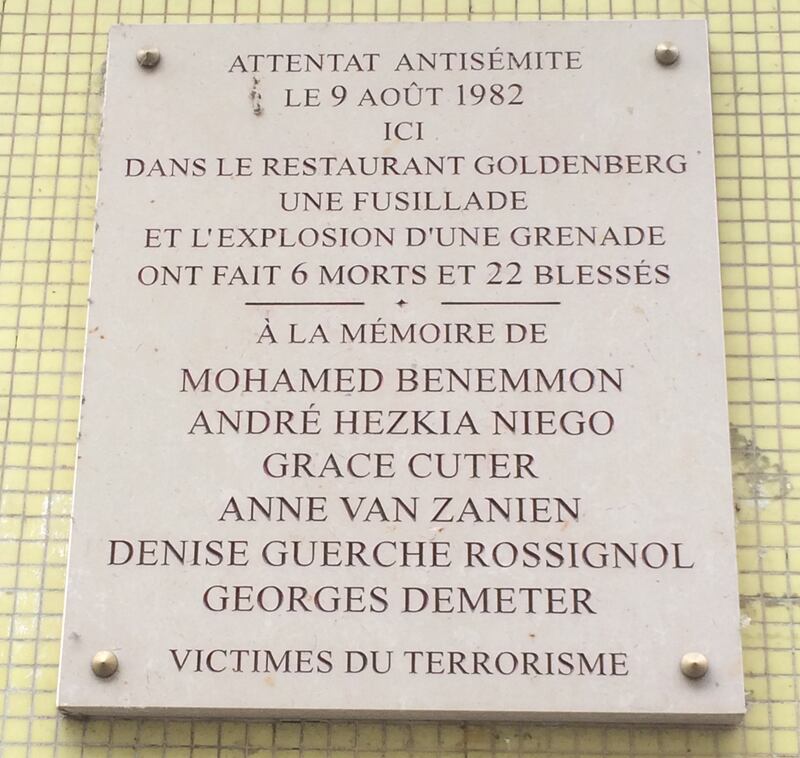 ATTENTAT ANTISÉMITE
LE 9 AOÛT 1982
ICI
DANS LE RESTAURANT GOLDENBERG
UNE FUSILLADE
ET L'EXPLOSION D'UNE GRENADE
ONT FAIT 6 MORTS ET 22 BLESSÉS
À LA MÉMOIRE DE
MOHAMED BENEMMON
ANDRÉ HEZKIA NIEGO
GRACE CUTER
ANNE VAN ZANIEN
DENISE GUERCHE ROSSIGNOL
GEORGES DEMETER
VICTIMES DU TERRORISME